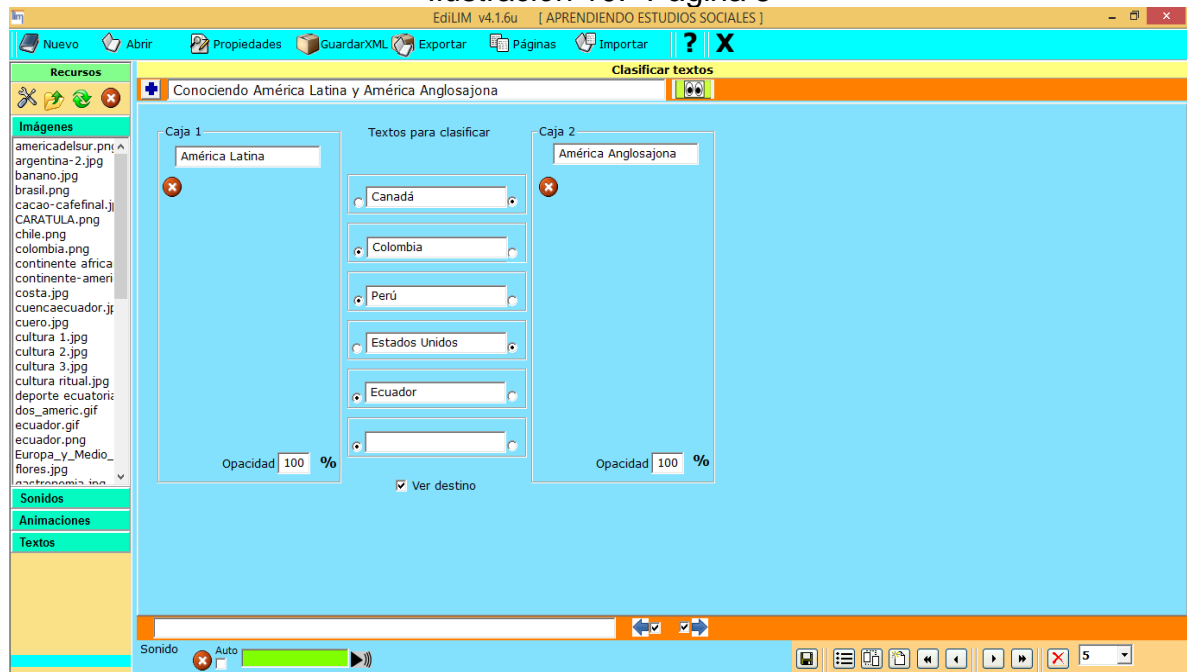 EdiLIM v4.1.6u [ APRENDIENDO ESTUDIOS SOCIALES ]
Nuevo Abrir Propiedades GuardarXML Exportar Páginas Importar ? X
Recursos
Clasificar textos
Conociendo América Latina y América Anglosajona
Imágenes
americadelsur.png
argentina-2.jpg
banano.jpg
brasil.png
cacao-cafefinal.j
CARATULA.png
chile.png
colombia.png
continente africa
continente-ameri
costa.jpg
cuencaecuador.jp
cuero.jpg
cultura 1.jpg
cultura 2.jpg
cultura 3.jpg
cultura ritual.jpg
deporte ecuatoria
dos_americ.gif
ecuador.gif
ecuador.png
Europa_y_Medio_
flores.jpg
Sonidos
Animaciones
Textos
Caja 1
América Latina
Opacidad 100 %
Textos para clasificar
Canadá
Colombia
Perú
Estados Unidos
Ecuador
Ver destino
Caja 2
América Anglosajona
Opacidad 100 %
Sonido Auto
5